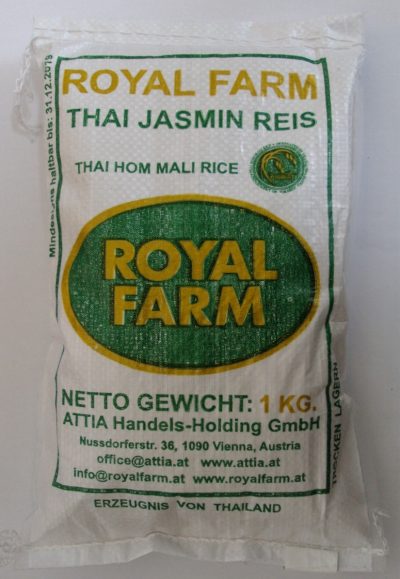 ROYAL FARM
THAI JASMIN REIS
THAI HOM MALI RICE
ROYAL
FARM
NETTO GEWICHT: 1 KG.
ATTIA Handels-Holding GmbH
Nussdorferstr. 36, 1090 Vienna, Austria
office@attia.at www.attia.at
info@royalfarm.at www.royalfarm.at
ERZEUGNIS VON THAILAND
Mindestens haltbar bis: 31.12.2019
TROCKEN LAGERN